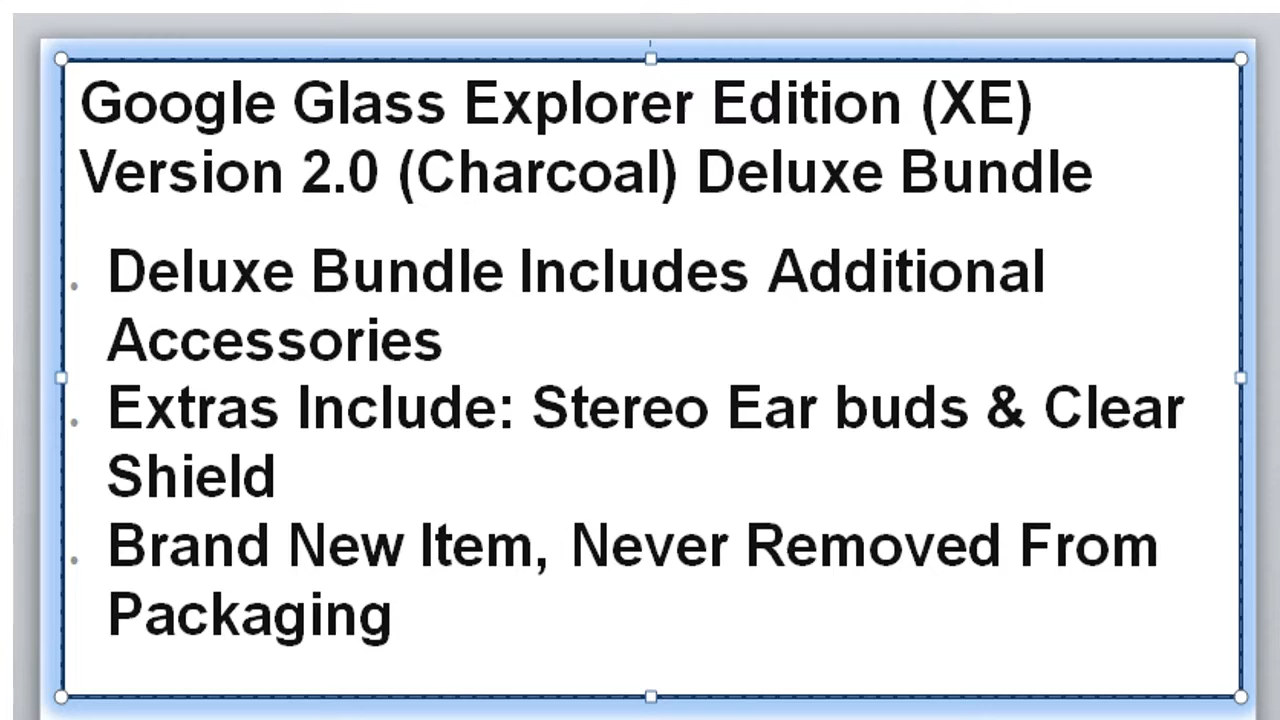 Google Glass Explorer Edition (XE)
Version 2.0 (Charcoal) Deluxe Bundle
Deluxe Bundle Includes Additional
Accessories
Extras Include: Stereo Ear buds & Clear
Shield
Brand New Item, Never Removed From
Packaging